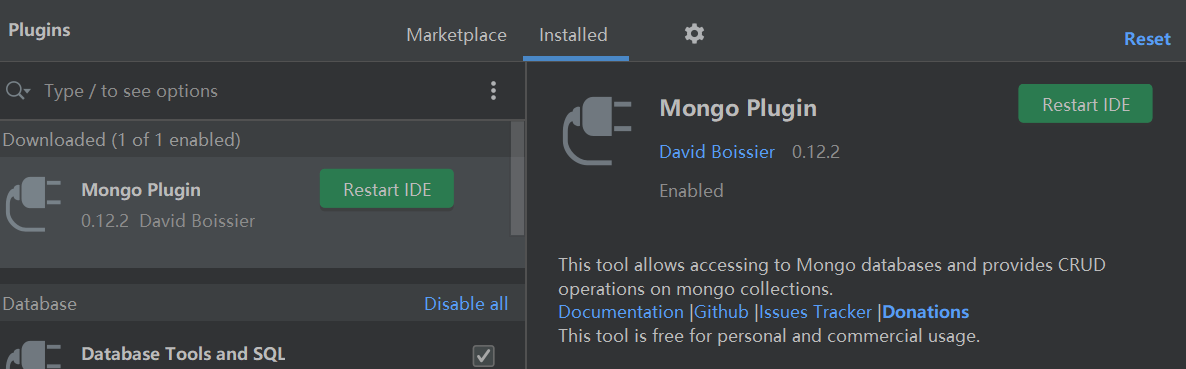 Plugins
Marketplace
Installed
Reset
Type / to see options
Downloaded (1 of 1 enabled)
Mongo Plugin
Restart IDE
0.12.2 David Boissier
Database
Disable all
Database Tools and SQL
Mongo Plugin
Restart IDE
David Boissier 0.12.2
Enabled
This tool allows accessing to Mongo databases and provides CRUD
operations on mongo collections.
Documentation |Github |Issues Tracker |Donations
This tool is free for personal and commercial usage.